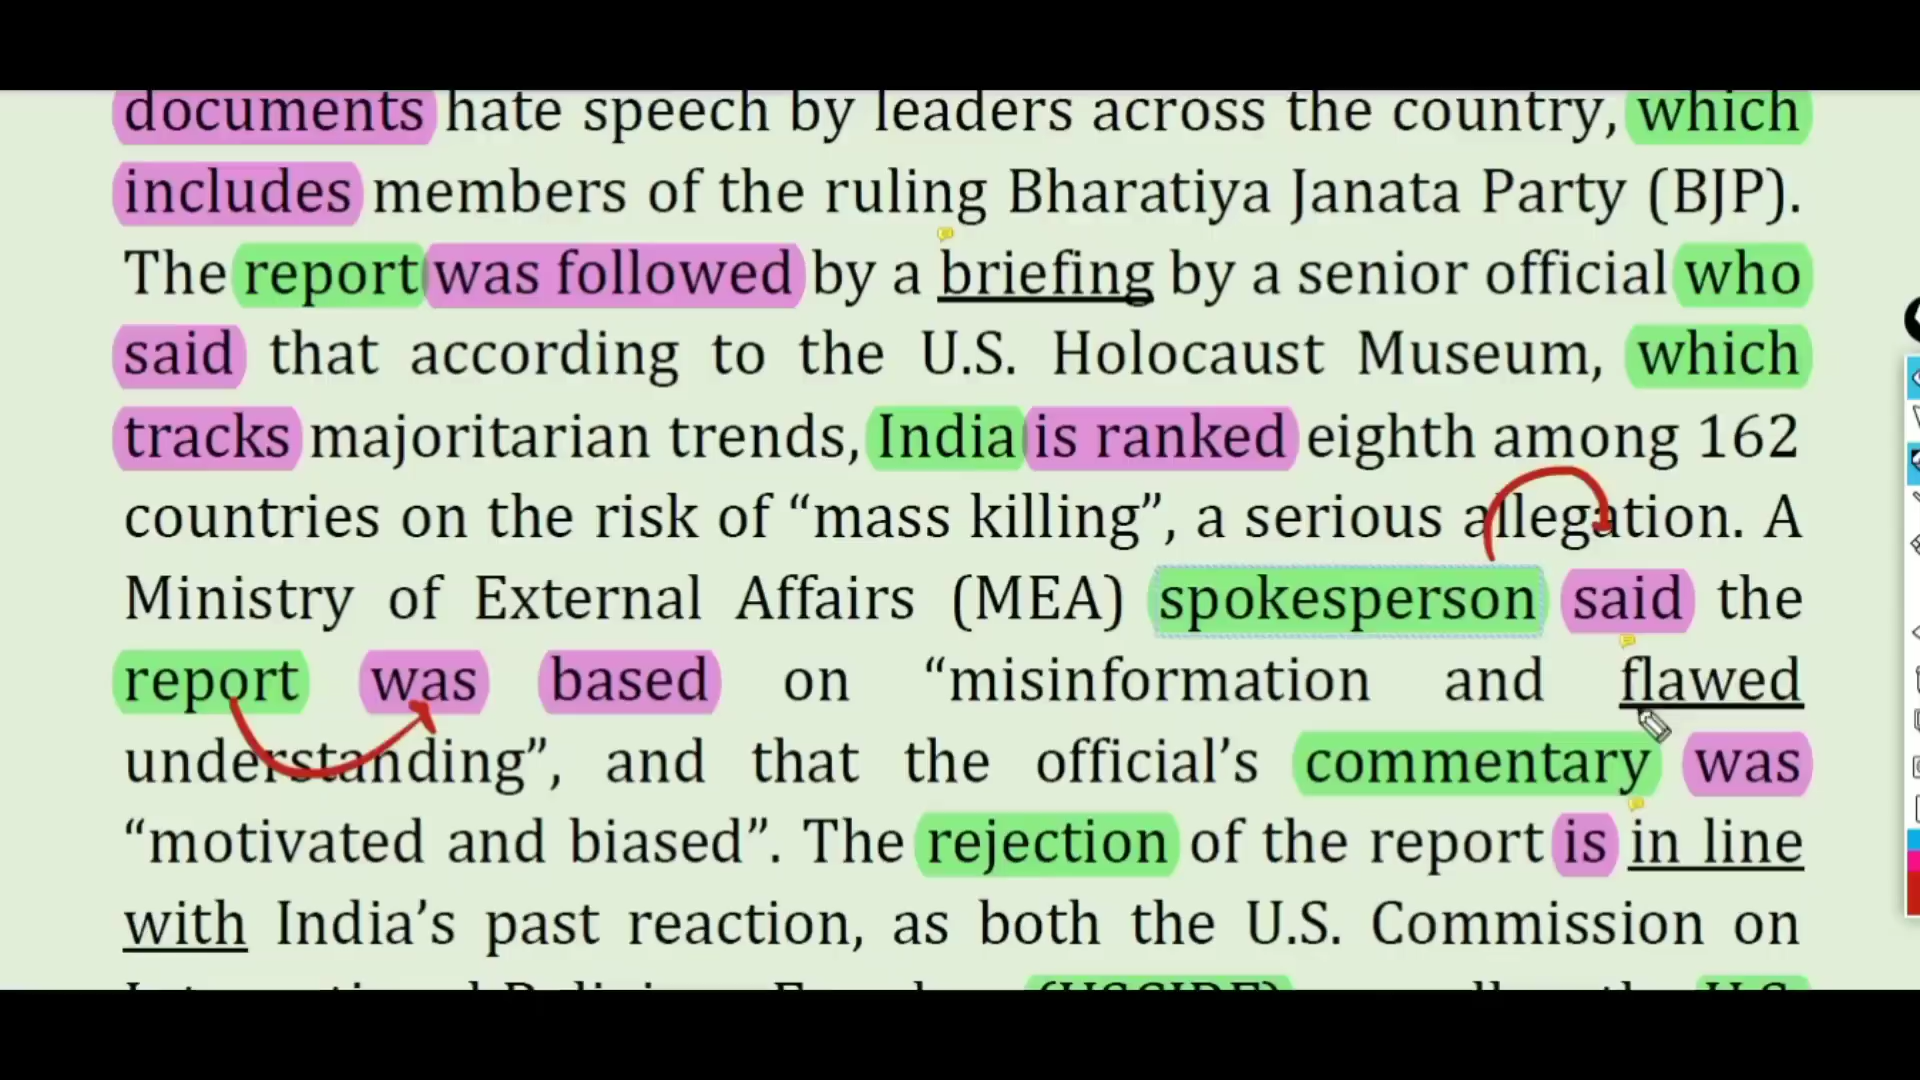 documents hate speech by leaders across the country, which
includes members of the ruling Bharatiya Janata Party (BJP).
The report was followed by a briefing by a senior official who
said that according to the U.S. Holocaust Museum, which
tracks majoritarian trends, India is ranked eighth among 162
countries on the risk of “mass killing”, a serious allegation. A
Ministry of External Affairs (MEA) spokesperson said the
report was based on “misinformation and flawed
understanding”, and that the official’s commentary was
“motivated and biased”. The rejection of the report is in line
with India’s past reaction, as both the U.S. Commission on